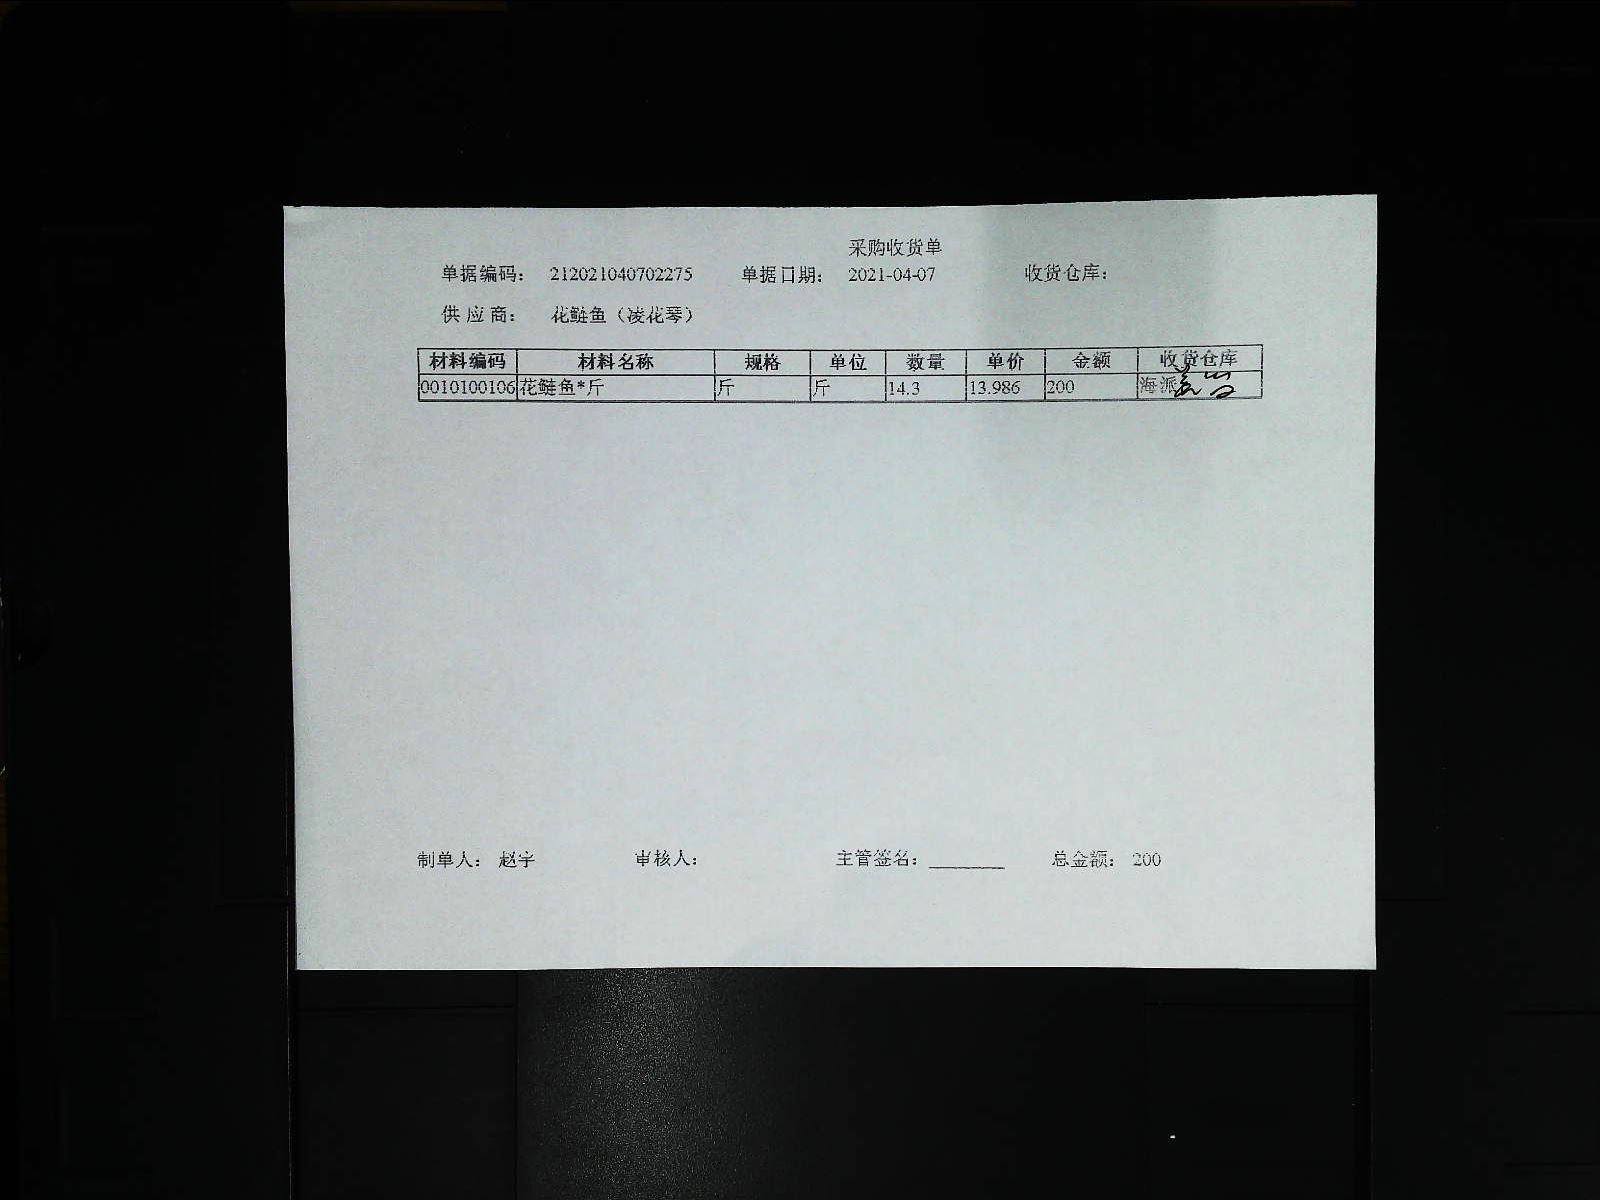 采购收货单
单据编码： 212021040702275 单据日期： 2021-04-07 收货仓库：
供 应 商： 花鲢鱼（凌花琴）
材料编码 材料名称 规格 单位 数量 单价 金额 收货仓库
0010100106 花鲢鱼*斤 斤 斤 14.3 13.986 200 海派
制单人： 赵宇 审核人： 主管签名： ________ 总金额： 200